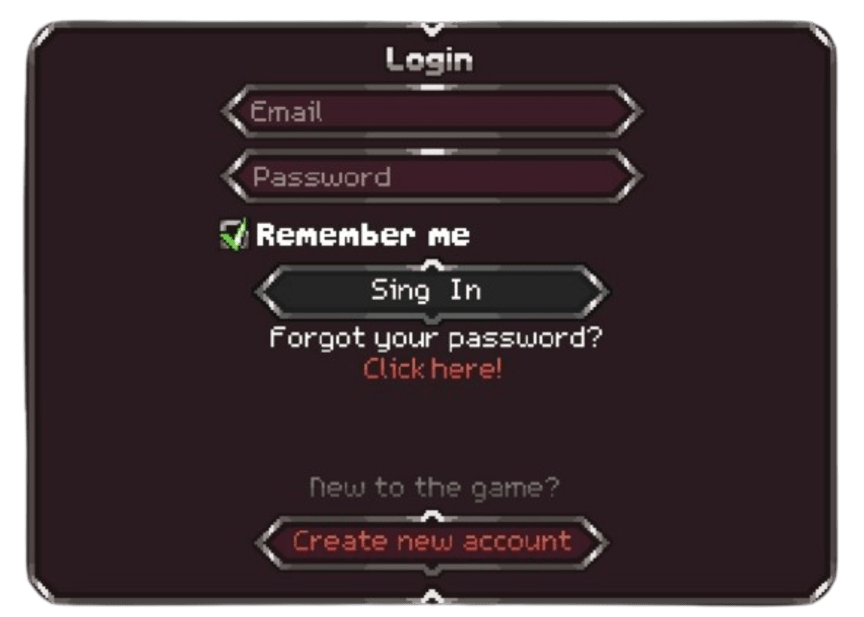 Login
Email
Password
Remember me
Sing In
Forgot your password?
Click here!
New to the game?
Create new account